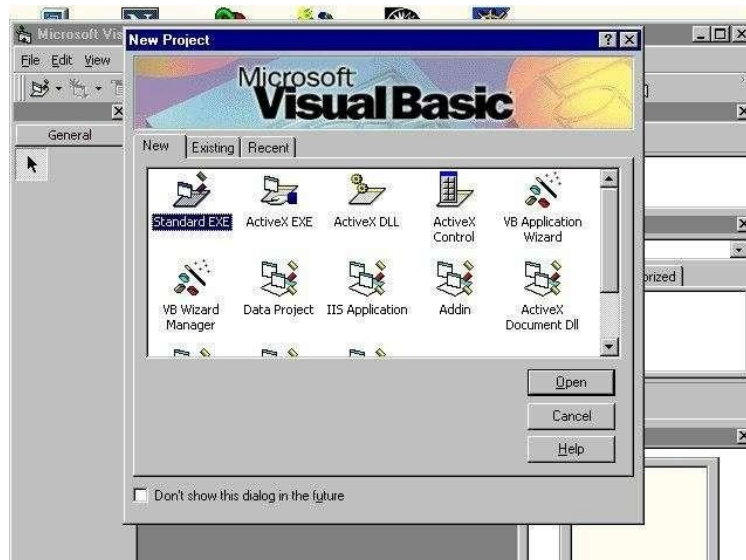 Microsoft Vis
New Project
File Edit View
Microsoft
Visual Basic
General
New Existing Recent
Standard EXE ActiveX EXE ActiveX DLL ActiveX Control VB Application Wizard
VB Wizard Manager Data Project IIS Application Addin ActiveX Document Dll
orized
Open
Cancel
Help
Don't show this dialog in the future